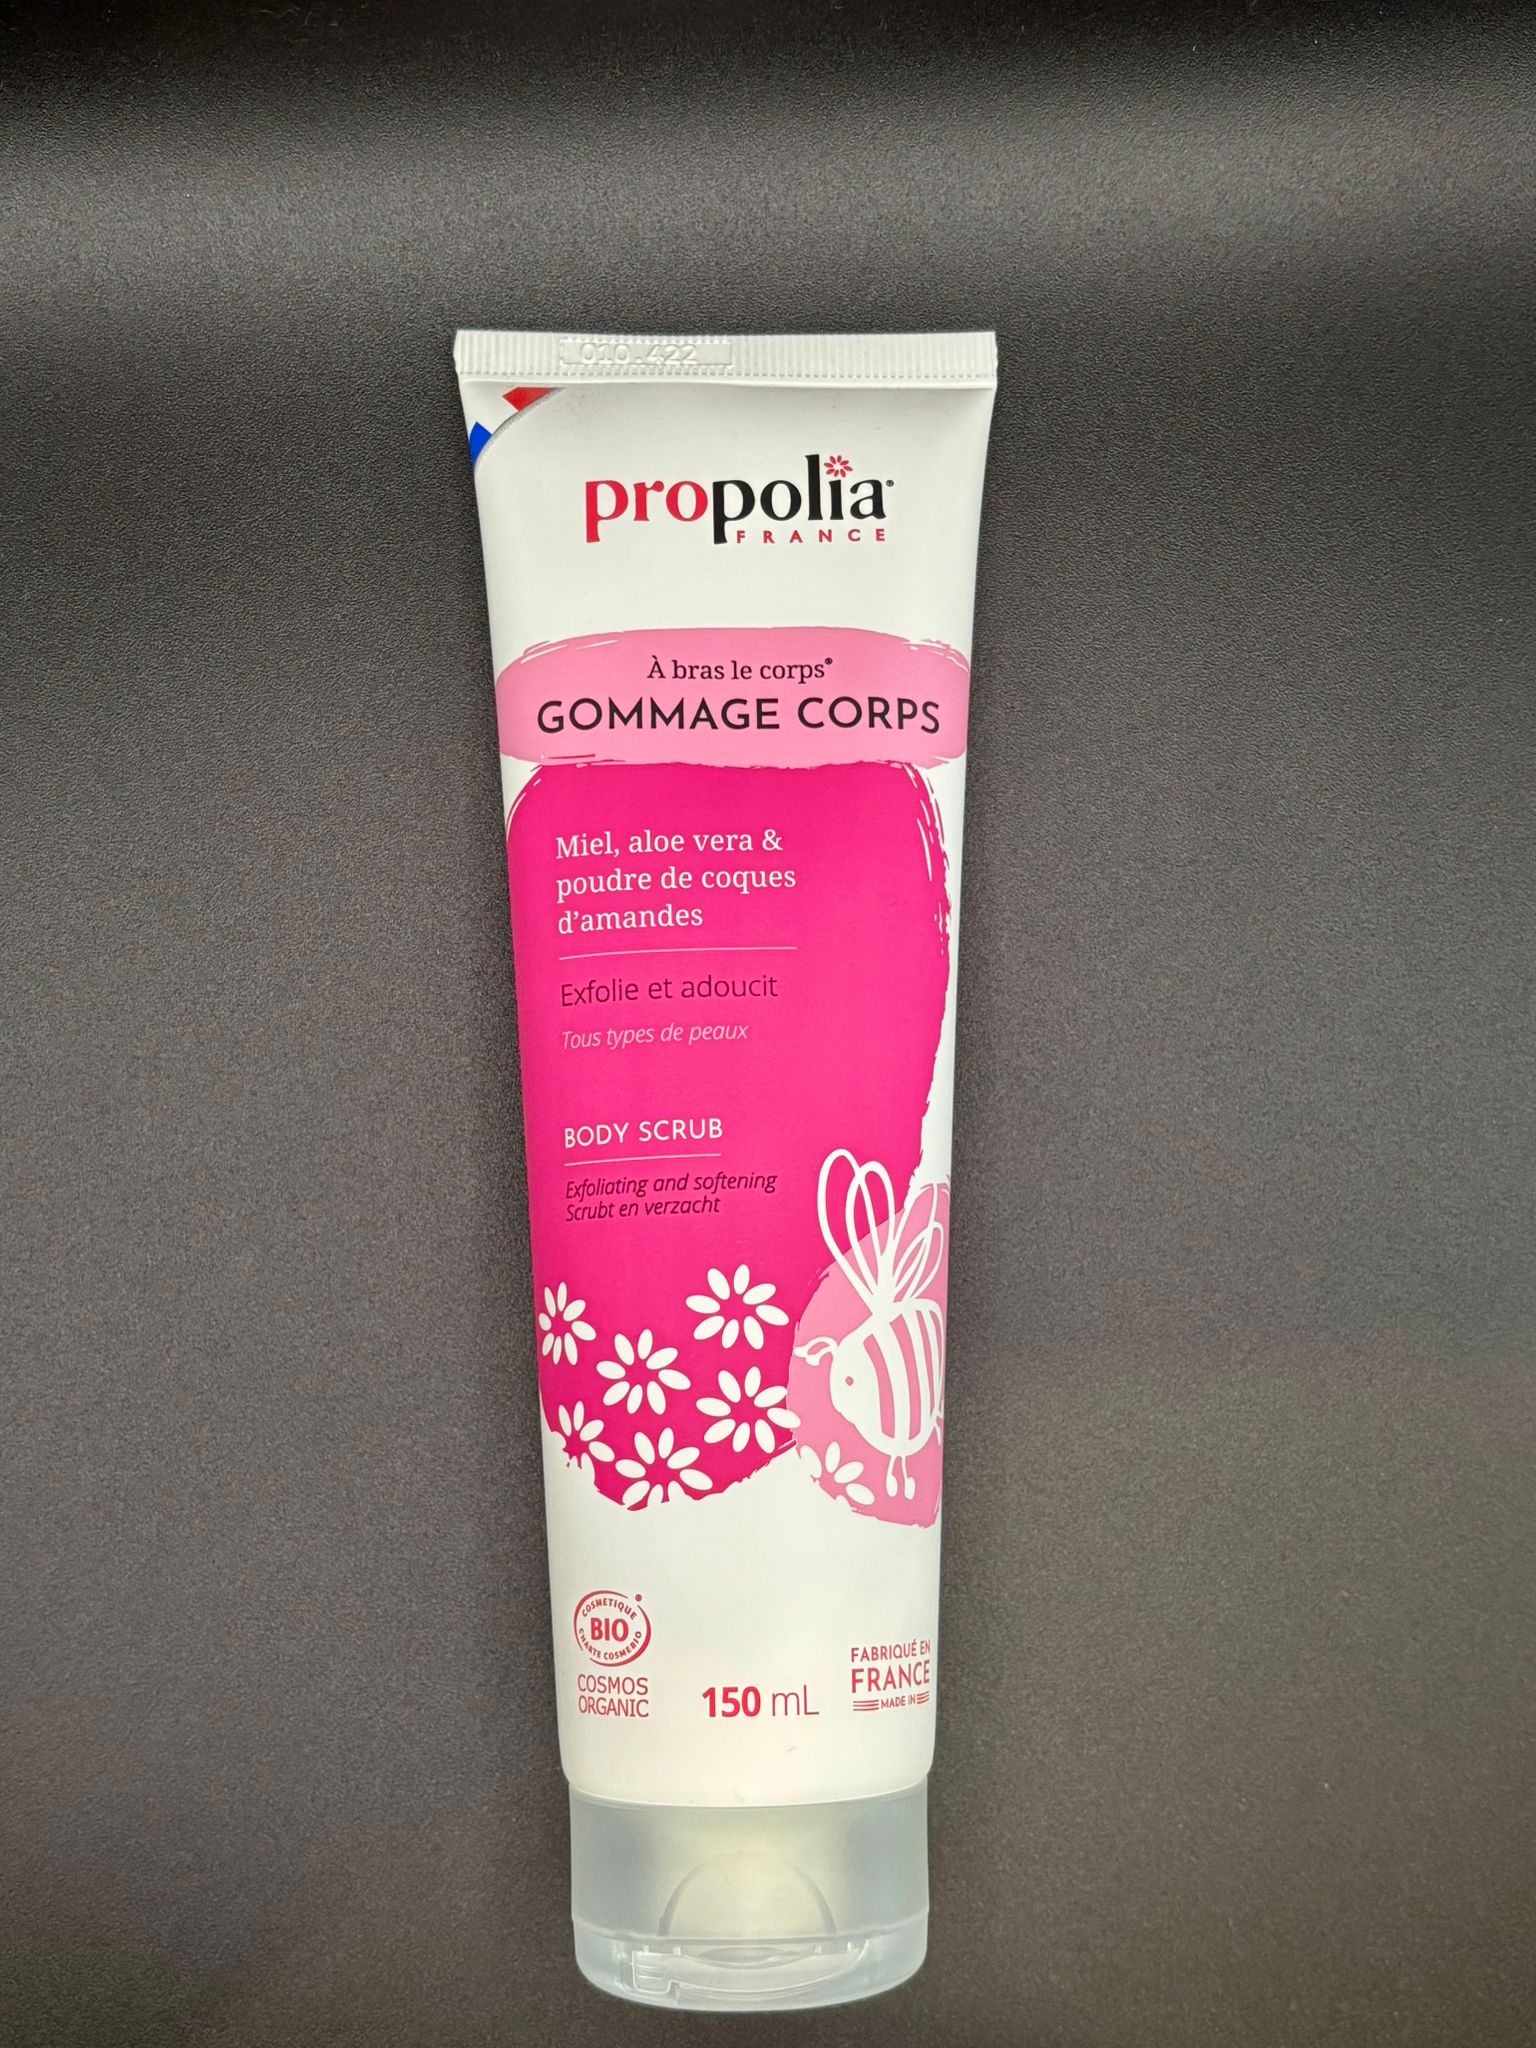 010.422
propolia®
FRANCE
À bras le corps®
GOMMAGE CORPS
Miel, aloe vera &
poudre de coques
d'amandes
Exfolie et adoucit
Tous types de peaux
BODY SCRUB
Exfoliating and softening
Scrubt en verzacht
COSMETIQUE ®
BIO
CHARTE COSMEBIO
COSMOS
ORGANIC
150 mL
FABRIQUÉ EN
FRANCE
MADE IN